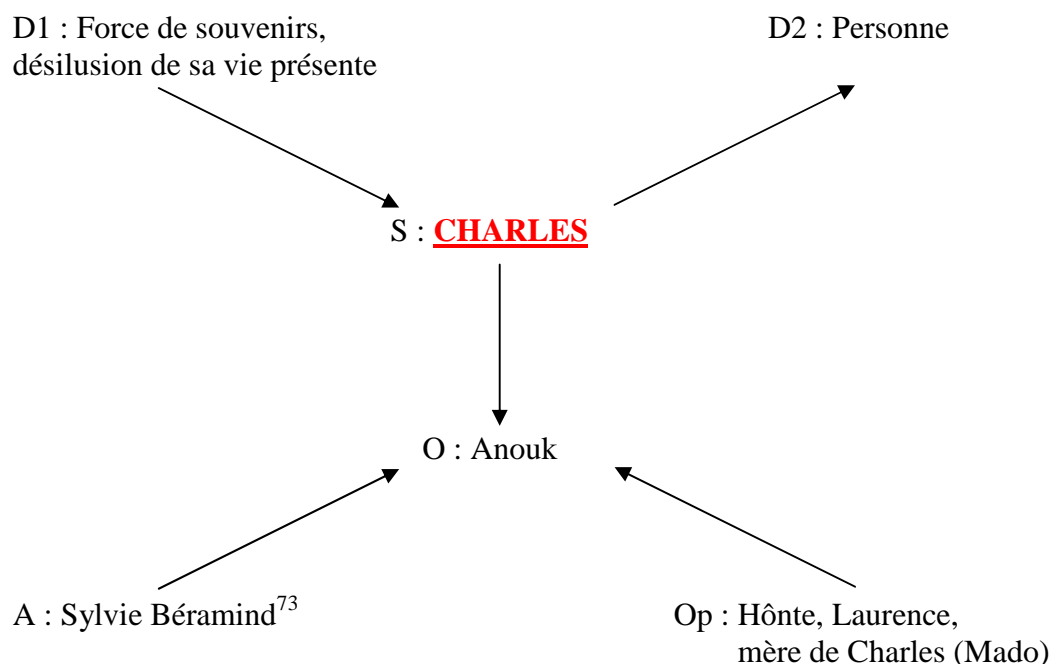 D1 : Force de souvenirs,
désilusion de sa vie présente
D2 : Personne
S : CHARLES
O : Anouk
A : Sylvie Béramind73
Op : Hônte, Laurence,
mère de Charles (Mado)